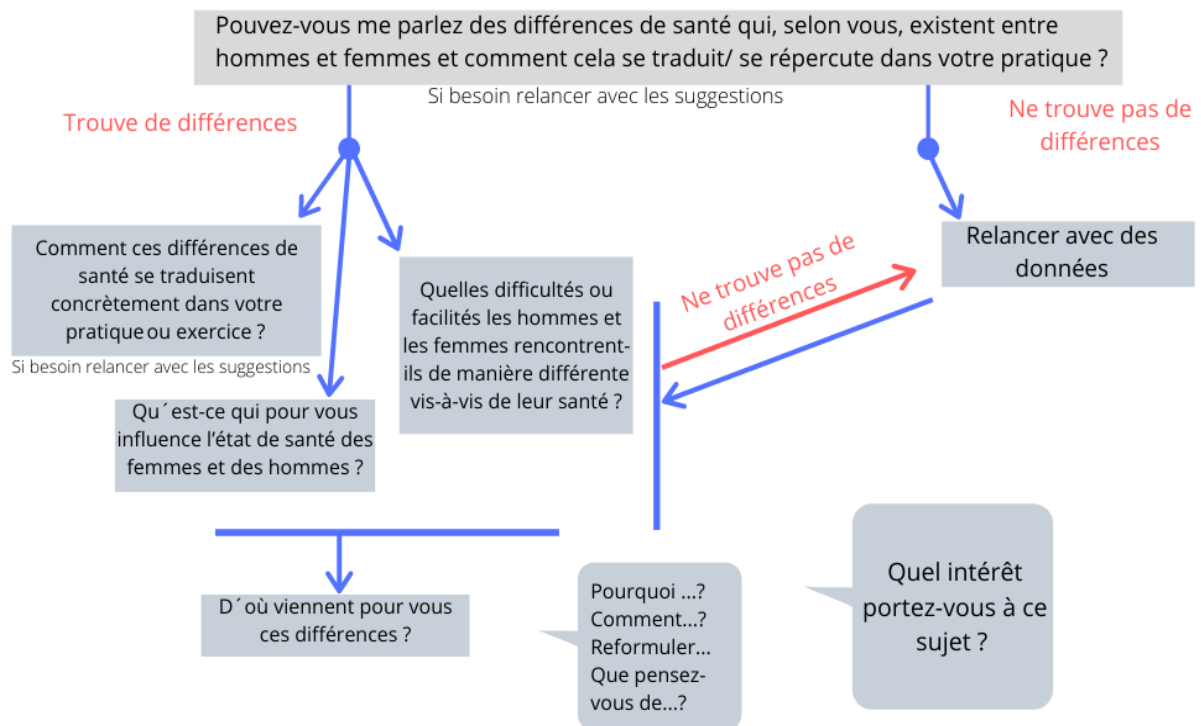 Pouvez-vous me parlez des différences de santé qui, selon vous, existent entre
hommes et femmes et comment cela se traduit/ se répercute dans votre pratique ?
Si besoin relancer avec les suggestions
Trouve de différences
Ne trouve pas de
différences
Comment ces différences de
santé se traduisent
concrètement dans votre
pratique ou exercice ?
Si besoin relancer avec les suggestions
Quelles difficultés ou
facilités les hommes et
les femmes rencontrent-
ils de manière différente
vis-à-vis de leur santé ?
Ne trouve pas de
différences
Relancer avec des
données
Qu´est-ce qui pour vous
influence l'état de santé des
femmes et des hommes ?
D´où viennent pour vous
ces différences ?
Pourquoi ...?
Comment...?
Reformuler...
Que pensez-
vous de...?
Quel intérêt
portez-vous à ce
sujet ?